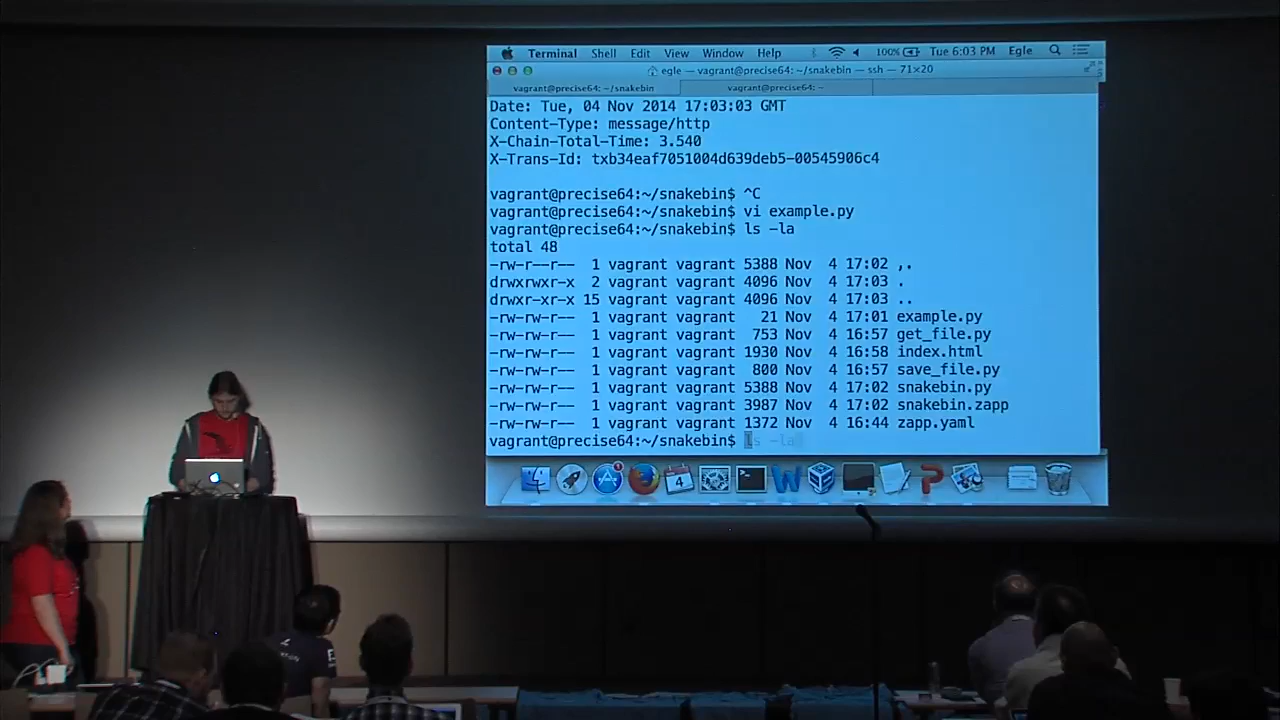 Terminal Shell Edit View Window Help 100% Tue 6:03 PM Egle
egle — vagrant@precise64: ~/snakebin — ssh — 71×20
vagrant@precise64: ~/snakebin vagrant@precise64: ~
Date: Tue, 04 Nov 2014 17:03:03 GMT
Content-Type: message/http
X-Chain-Total-Time: 3.540
X-Trans-Id: txb34eaf7051004d639deb5-00545906c4
vagrant@precise64:~/snakebin$ ^C
vagrant@precise64:~/snakebin$ vi example.py
vagrant@precise64:~/snakebin$ ls -la
total 48
-rw-r--r-- 1 vagrant vagrant 5388 Nov 4 17:02 ,.
drwxrwxr-x 2 vagrant vagrant 4096 Nov 4 17:03 .
drwxr-xr-x 15 vagrant vagrant 4096 Nov 4 17:03 ..
-rw-rw-r-- 1 vagrant vagrant 21 Nov 4 17:01 example.py
-rw-rw-r-- 1 vagrant vagrant 753 Nov 4 16:57 get_file.py
-rw-rw-r-- 1 vagrant vagrant 1930 Nov 4 16:58 index.html
-rw-rw-r-- 1 vagrant vagrant 800 Nov 4 16:57 save_file.py
-rw-rw-r-- 1 vagrant vagrant 5388 Nov 4 17:02 snakebin.py
-rw-rw-r-- 1 vagrant vagrant 3987 Nov 4 17:02 snakebin.zapp
-rw-rw-r-- 1 vagrant vagrant 1372 Nov 4 16:44 zapp.yaml
vagrant@precise64:~/snakebin$ ls -la
4